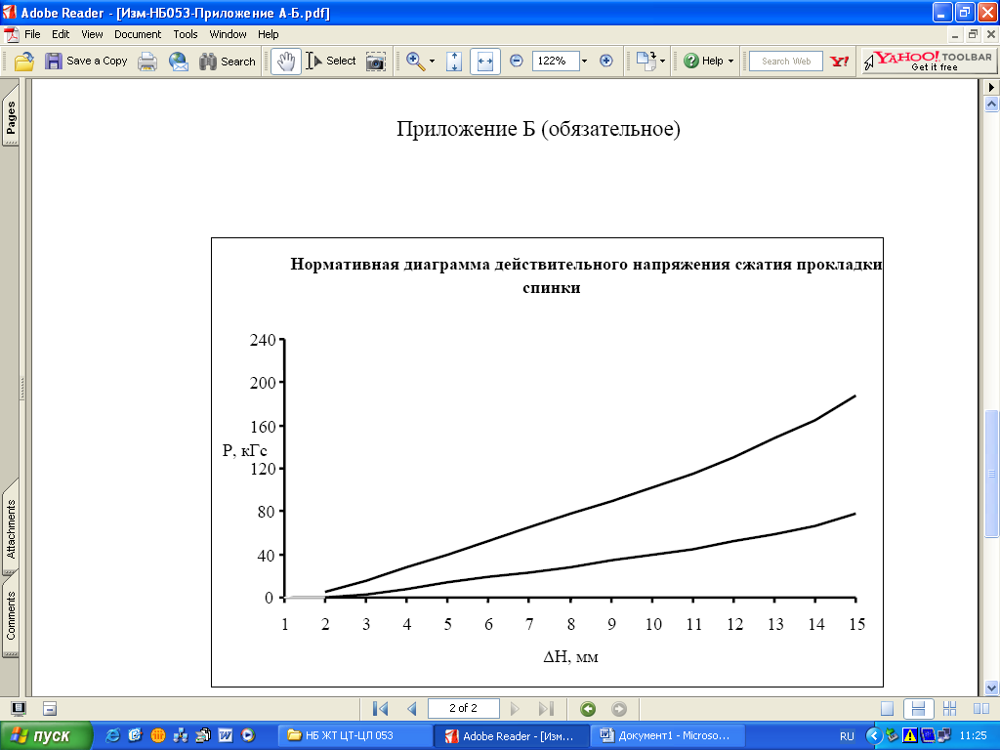 Adobe Reader - [Изм-НБ053-Приложение А-Б.pdf]
File Edit View Document Tools Window Help
Save a Copy Search Select 122% Help Search Web Y! YAHOO! TOOLBAR
Get it free
Pages
Приложение Б (обязательное)
Нормативная диаграмма действительного напряжения сжатия прокладки
спинки
240
200
160
Р, кГс
120
80
40
0
1 2 3 4 5 6 7 8 9 10 11 12 13 14 15
ΔН, мм
Attachments
Comments
2 of 2
пуск НБ ЖТ ЦТ-ЦЛ 053 Adobe Reader - [Изм... Документ1 - Microso... RU 11:25